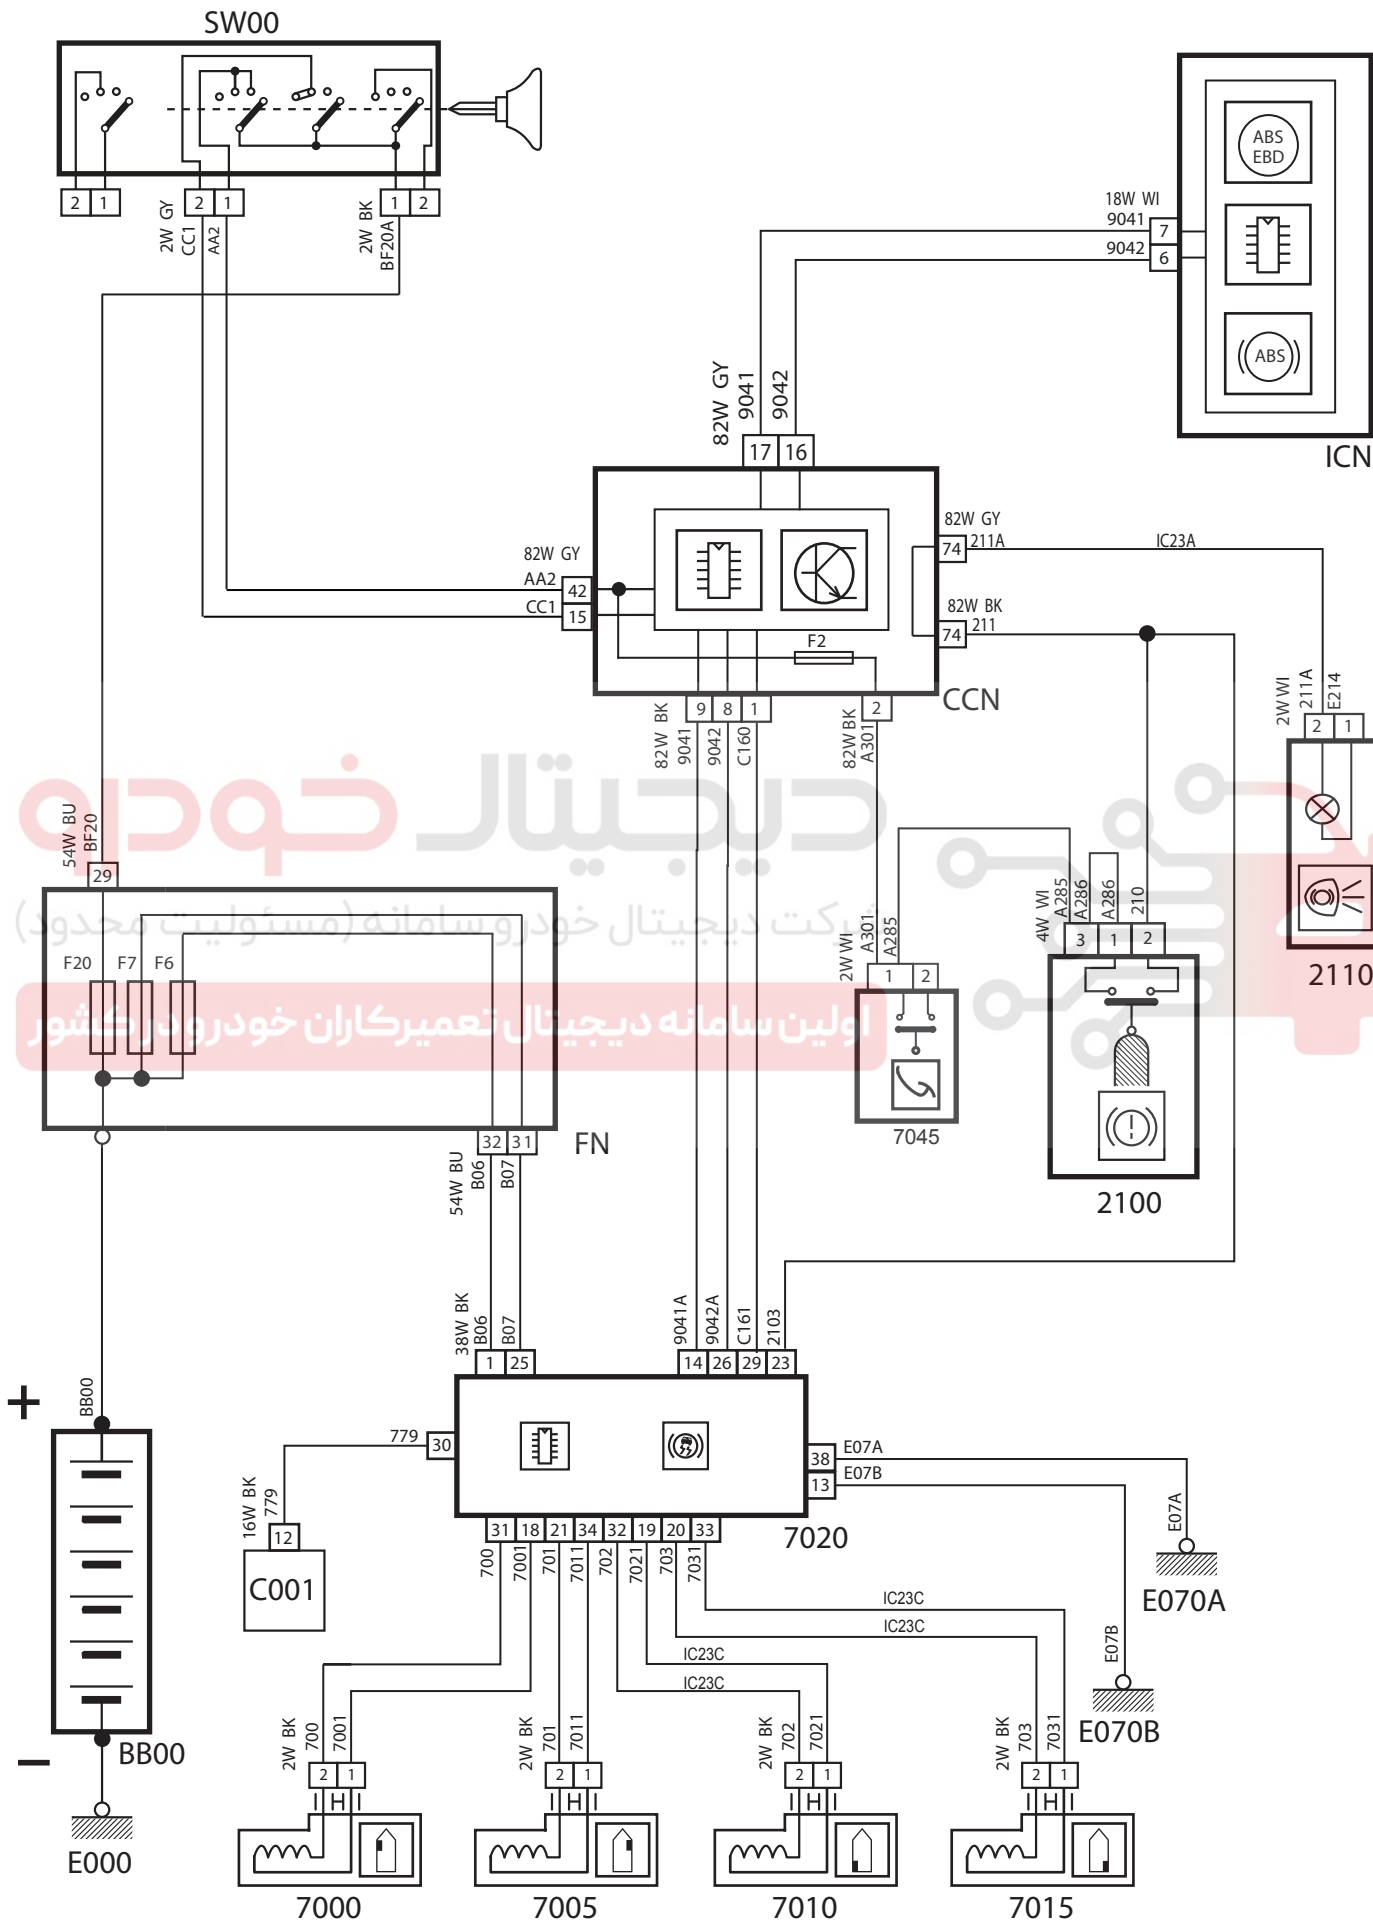 SW00
2 1
2 1
1 2
2W GY
CC1
AA2
2W BK
BF20A
ABS
EBD
ABS
ICN
18W WI
9041
9042
7
6
82W GY
9041
9042
17 16
82W GY
AA2
CC1
42
15
F2
82W GY
74
211A
IC23A
82W BK
74
211
CCN
9 8 1
2
82W BK
9041
9042
C160
82W BK
A301
2W WI
211A
E214
2 1
2110
دیجیتال خودرو
شرکت دیجیتال خودرو سامانه (مسئولیت محدود)
اولین سامانه دیجیتال تعمیرکاران خودرو در کشور
54W BU
BF20
29
F20 F7 F6
FN
32 31
54W BU
B06
B07
2W WI
A301
A285
1 2
7045
4W WI
A285
A286
A286
210
3 1 2
2100
38W BK
B06
B07
1 25
9041A
9042A
C161
2103
14 26 29 23
+
BB00
BB00
−
E000
779
30
16W BK
779
12
C001
38
E07A
13
E07B
7020
E07A
E070A
E07B
E070B
31 18 21 34 32 19 20 33
700
7001
701
7011
702
7021
703
7031
IC23C
IC23C
IC23C
IC23C
2W BK
700
7001
2 1
7000
2W BK
701
7011
2 1
7005
2W BK
702
7021
2 1
7010
2W BK
703
7031
2 1
7015